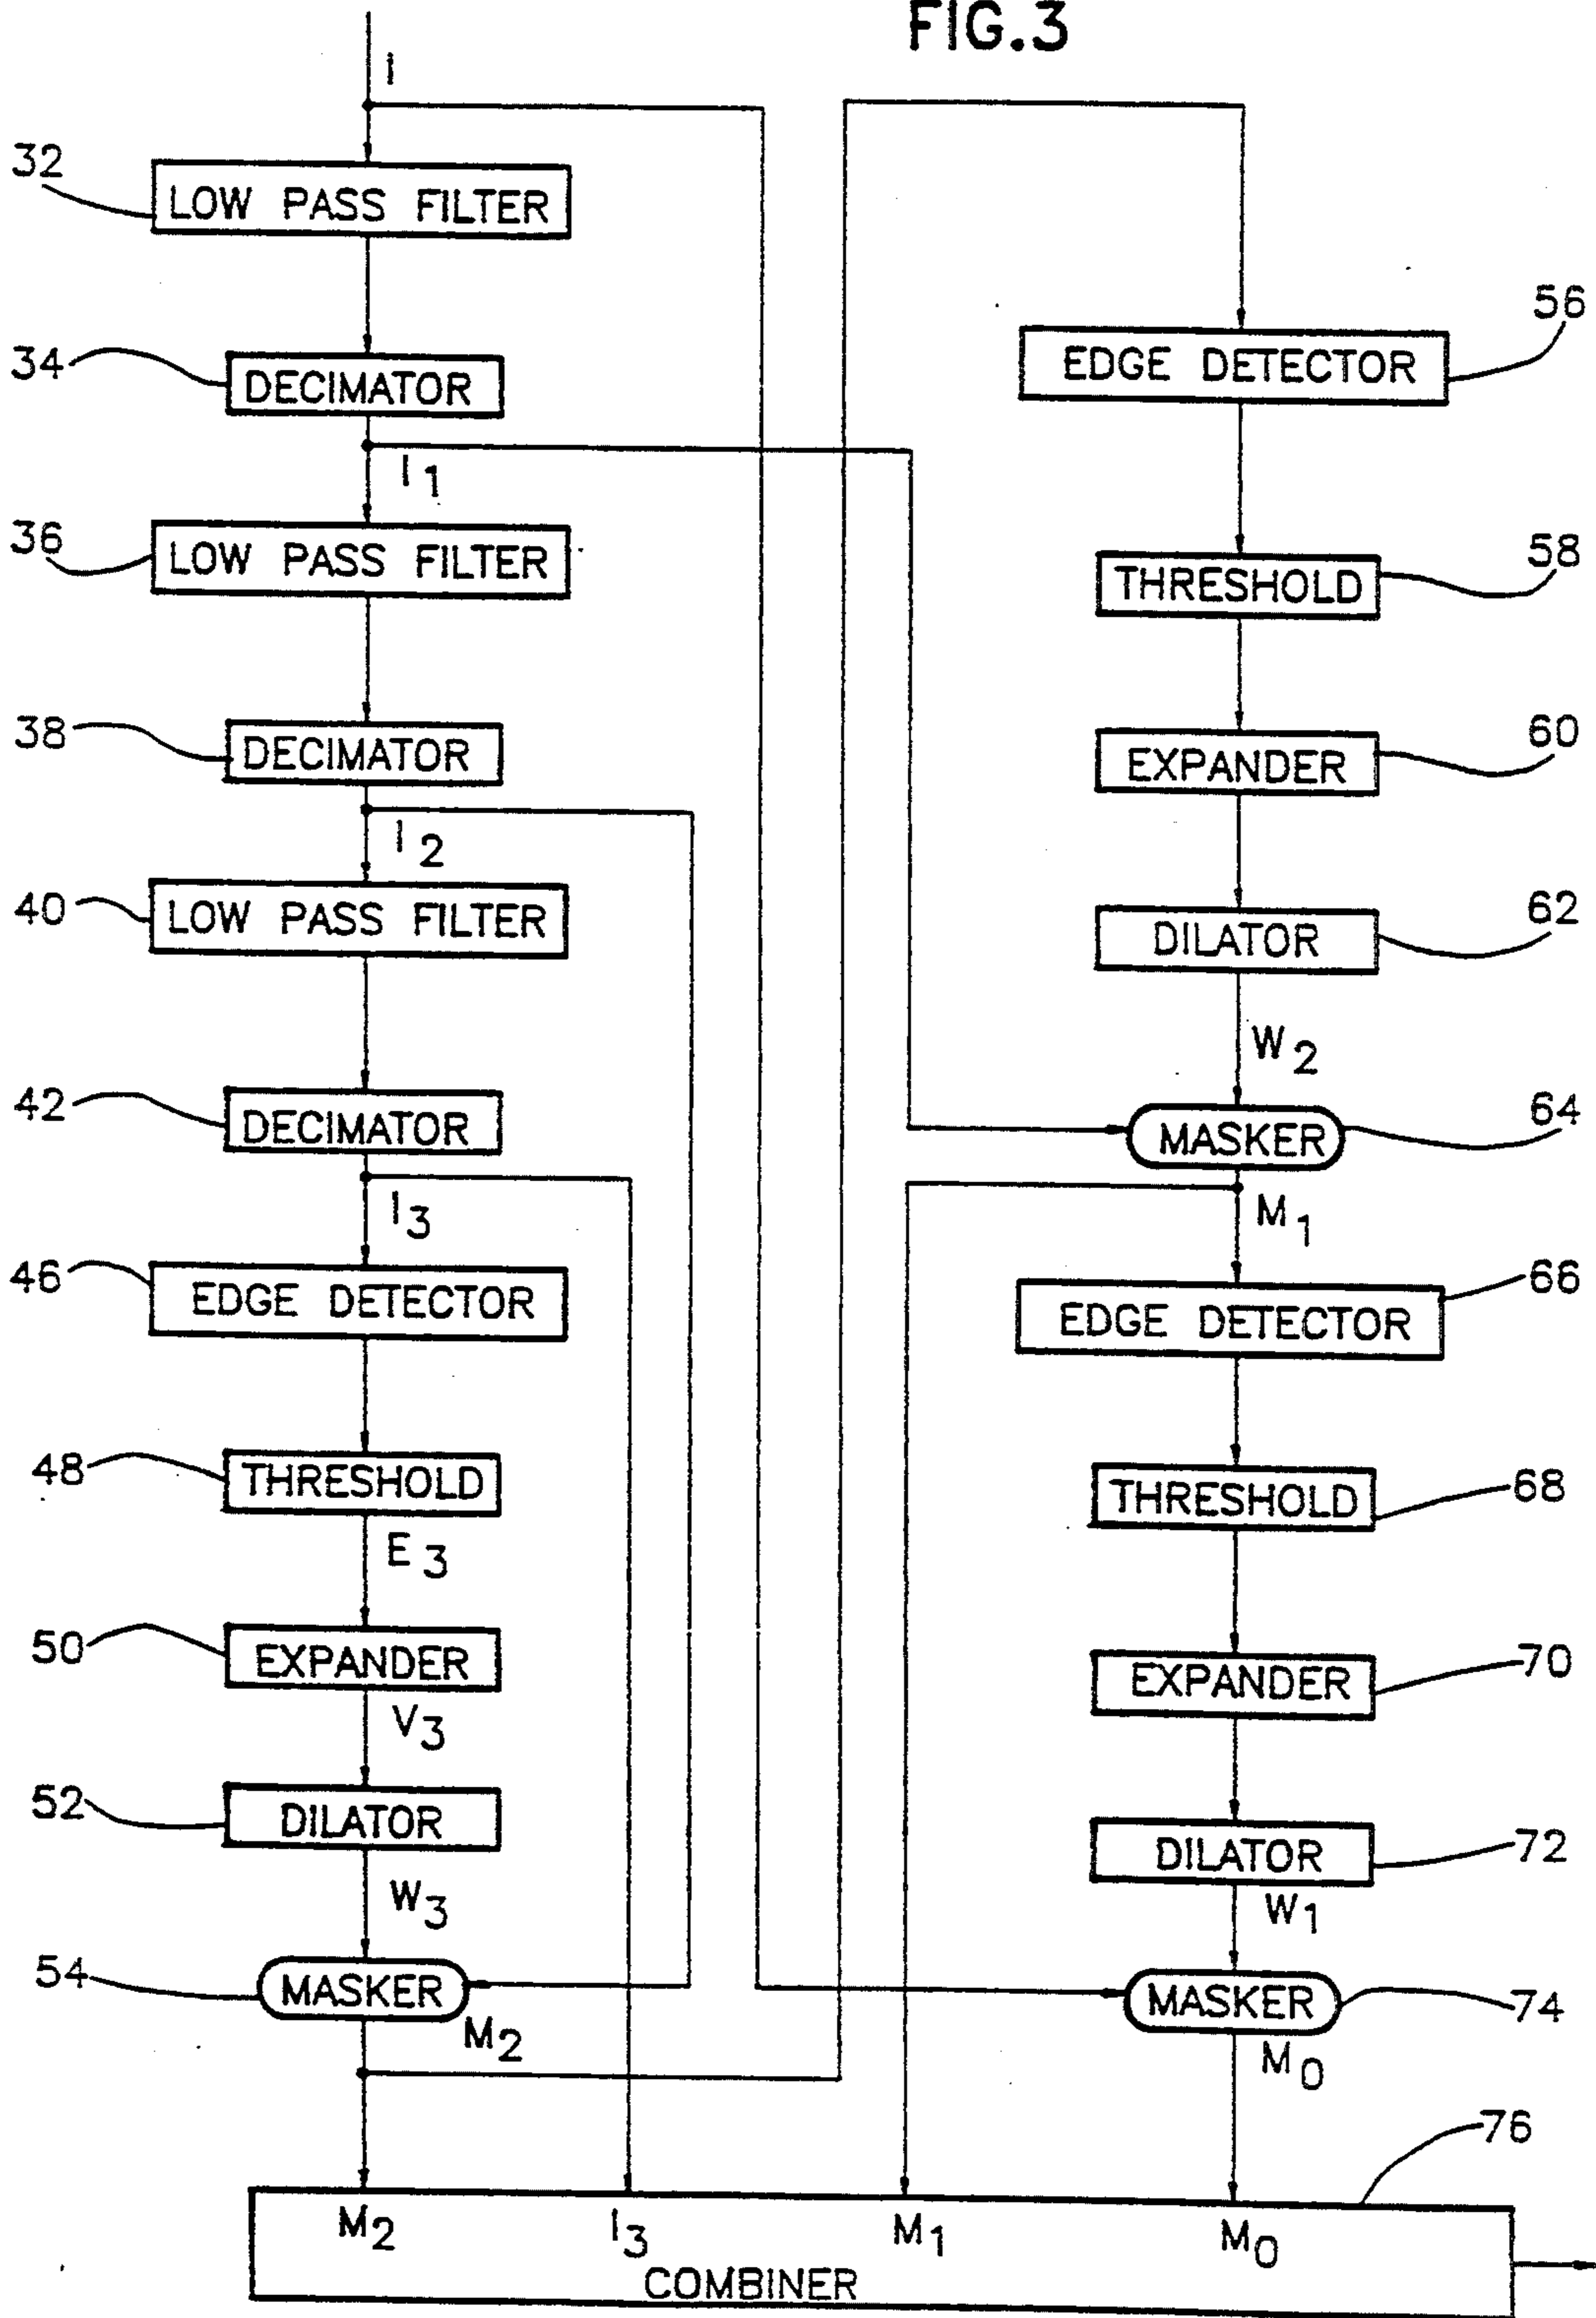 FIG.3
I
32
LOW PASS FILTER
34
DECIMATOR
I1
36
LOW PASS FILTER
38
DECIMATOR
I2
40
LOW PASS FILTER
42
DECIMATOR
I3
46
EDGE DETECTOR
48
THRESHOLD
E3
50
EXPANDER
V3
52
DILATOR
W3
54
MASKER
M2
56
EDGE DETECTOR
58
THRESHOLD
60
EXPANDER
62
DILATOR
W2
64
MASKER
M1
66
EDGE DETECTOR
68
THRESHOLD
70
EXPANDER
72
DILATOR
W1
74
MASKER
M0
76
M2 I3 M1 M0
COMBINER